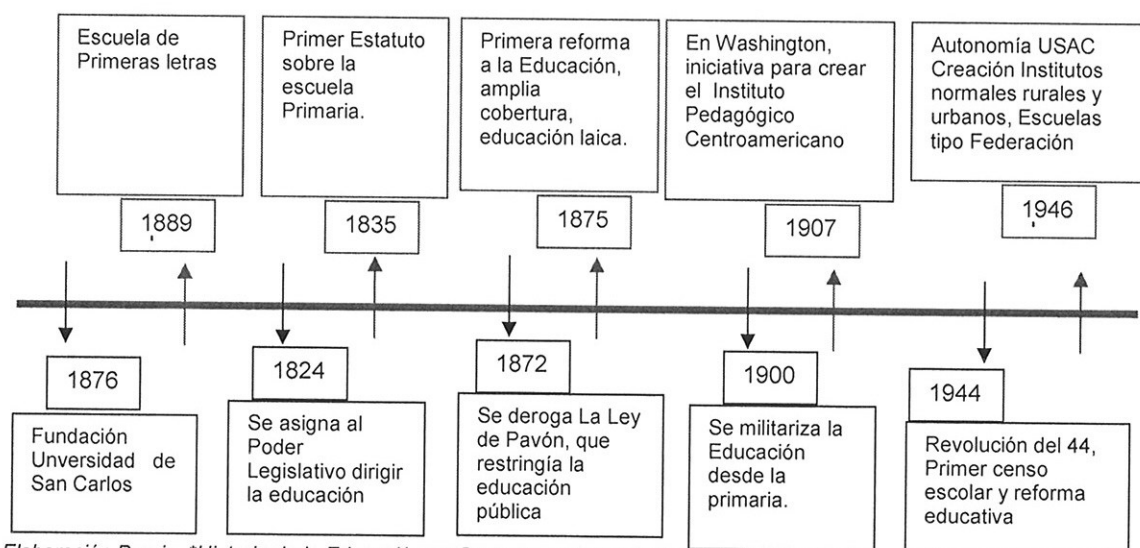 Escuela de
Primeras letras
Primer Estatuto
sobre la
escuela
Primaria.
Primera reforma
a la Educación,
amplia
cobertura,
educación laica.
En Washington,
iniciativa para crear
el Instituto
Pedagógico
Centroamericano
Autonomía USAC
Creación Institutos
normales rurales y
urbanos, Escuelas
tipo Federación
1889
1835
1875
1907
1946
1876
1824
1872
1900
1944
Fundación
Unversidad de
San Carlos
Se asigna al
Poder
Legislativo dirigir
la educación
Se deroga La Ley
de Pavón, que
restringía la
educación
pública
Se militariza la
Educación
desde la
primaria.
Revolución del 44,
Primer censo
escolar y reforma
educativa